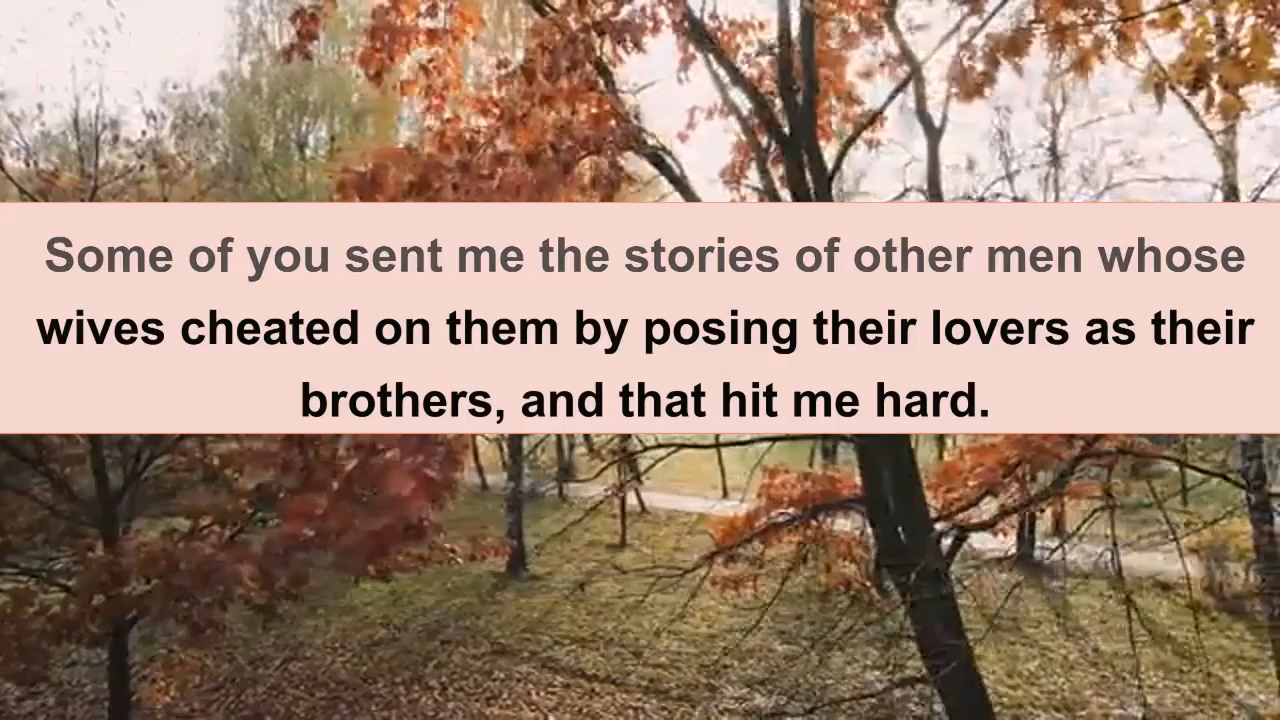 Some of you sent me the stories of other men whose
wives cheated on them by posing their lovers as their
brothers, and that hit me hard.